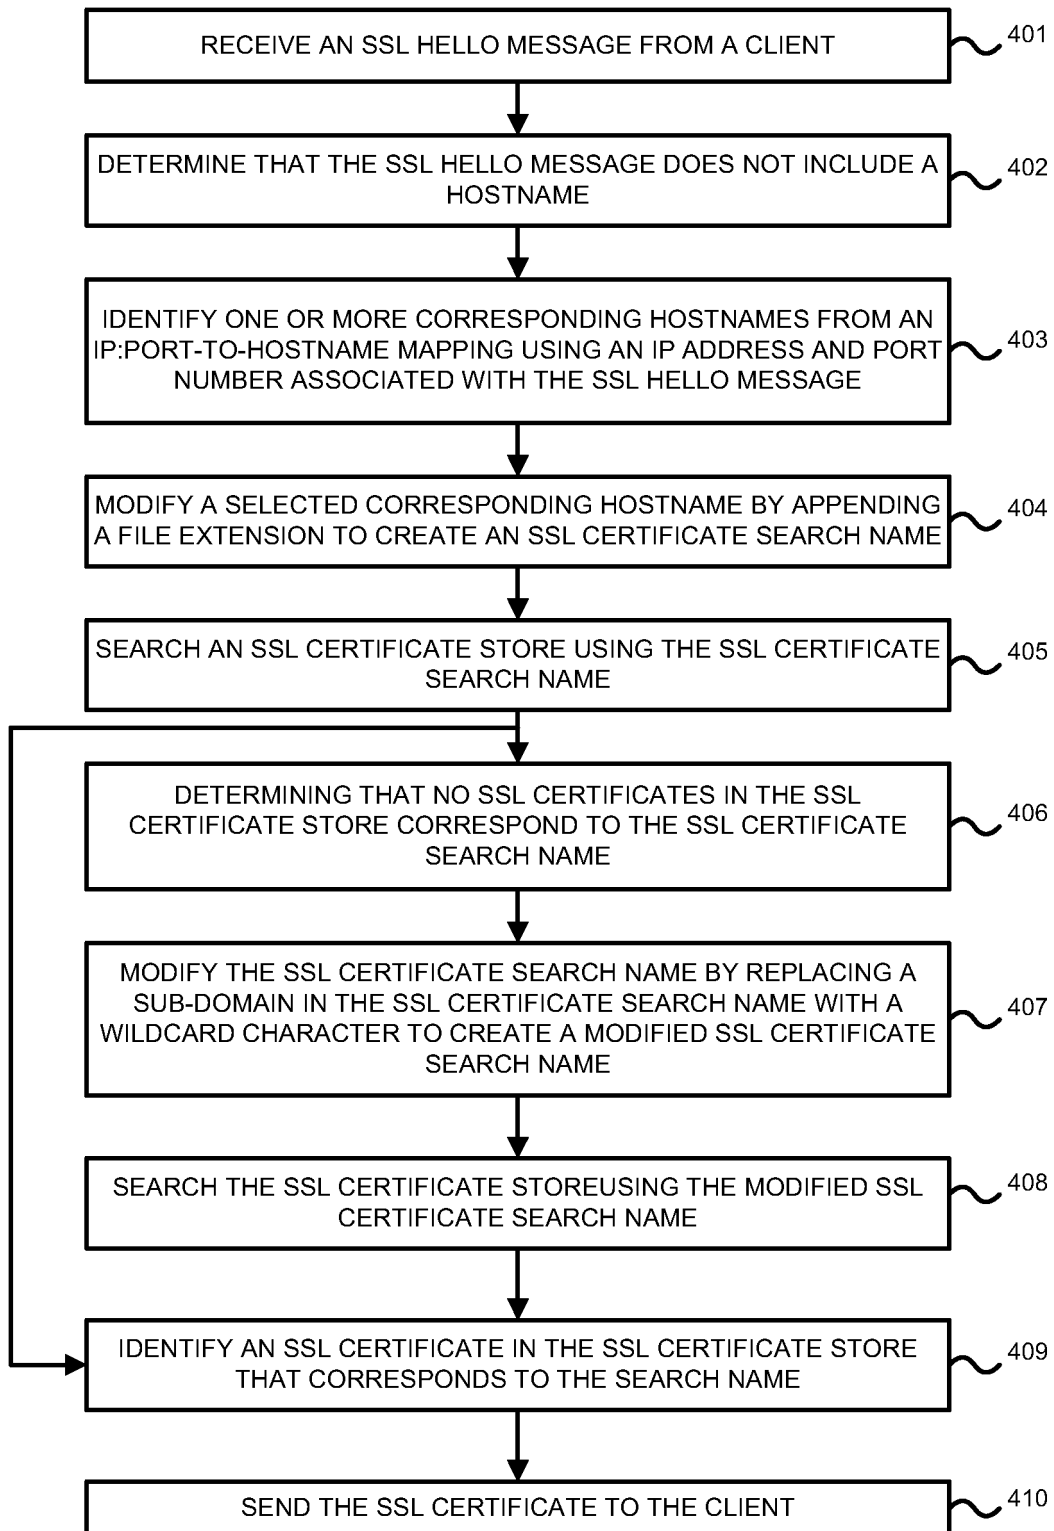 RECEIVE AN SSL HELLO MESSAGE FROM A CLIENT
401
DETERMINE THAT THE SSL HELLO MESSAGE DOES NOT INCLUDE A
HOSTNAME
402
IDENTIFY ONE OR MORE CORRESPONDING HOSTNAMES FROM AN
IP:PORT-TO-HOSTNAME MAPPING USING AN IP ADDRESS AND PORT
NUMBER ASSOCIATED WITH THE SSL HELLO MESSAGE
403
MODIFY A SELECTED CORRESPONDING HOSTNAME BY APPENDING
A FILE EXTENSION TO CREATE AN SSL CERTIFICATE SEARCH NAME
404
SEARCH AN SSL CERTIFICATE STORE USING THE SSL CERTIFICATE
SEARCH NAME
405
DETERMINING THAT NO SSL CERTIFICATES IN THE SSL
CERTIFICATE STORE CORRESPOND TO THE SSL CERTIFICATE
SEARCH NAME
406
MODIFY THE SSL CERTIFICATE SEARCH NAME BY REPLACING A
SUB-DOMAIN IN THE SSL CERTIFICATE SEARCH NAME WITH A
WILDCARD CHARACTER TO CREATE A MODIFIED SSL CERTIFICATE
SEARCH NAME
407
SEARCH THE SSL CERTIFICATE STOREUSING THE MODIFIED SSL
CERTIFICATE SEARCH NAME
408
IDENTIFY AN SSL CERTIFICATE IN THE SSL CERTIFICATE STORE
THAT CORRESPONDS TO THE SEARCH NAME
409
SEND THE SSL CERTIFICATE TO THE CLIENT
410